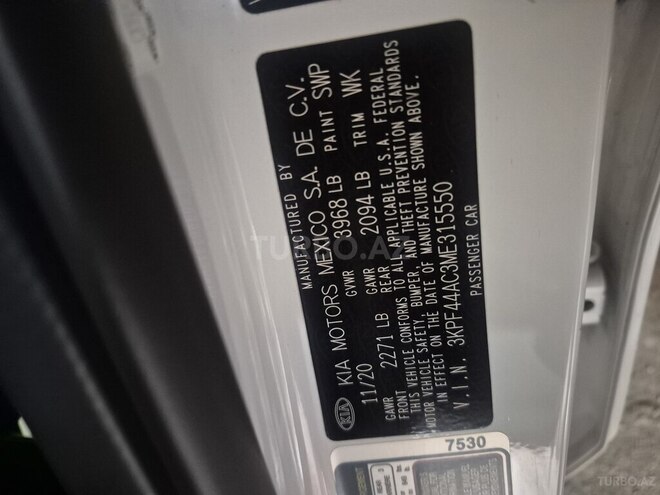 MANUFACTURED BY
KIA KIA MOTORS MEXICO S.A. DE C.V.
11/20 GVWR 3968 LB PAINT SWP
GAWR FRONT 2271 LB GAWR REAR 2094 LB TRIM WK
THIS VEHICLE CONFORMS TO ALL APPLICABLE U.S.A. FEDERAL
MOTOR VEHICLE SAFETY, BUMPER, AND THEFT PREVENTION STANDARDS
IN EFFECT ON THE DATE OF MANUFACTURE SHOWN ABOVE.
V.I.N. 3KPF44AC3ME315550
PASSENGER CAR
7530
TURBO.AZ
TURBO.AZ